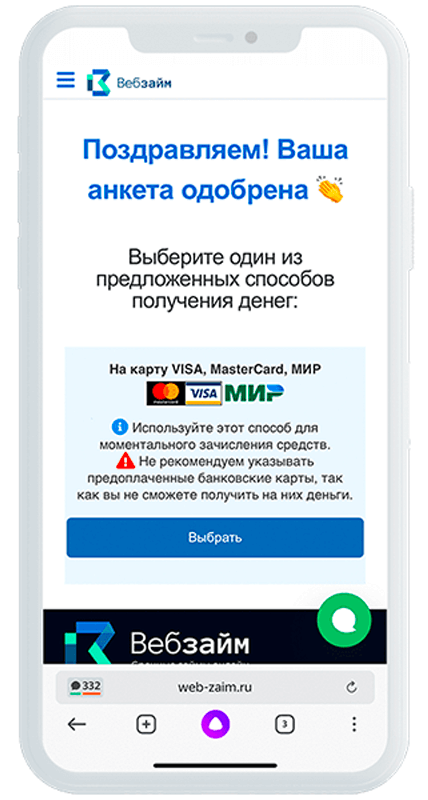 Вебзайм
Поздравляем! Ваша
анкета одобрена 👏
Выберите один из
предложенных способов
получения денег:
На карту VISA, MasterCard, МИР
mastercard VISA МИР
Используйте этот способ для
моментального зачисления средств.
Не рекомендуем указывать
предоплаченные банковские карты, так
как вы не сможете получить на них деньги.
Выбрать
Вебзайм
332
web-zaim.ru
3